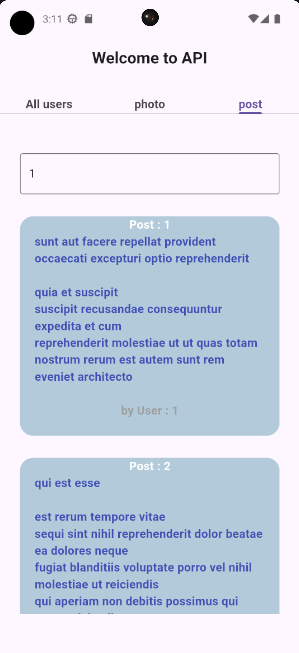 3:11
Welcome to API
All users photo post
1
Post : 1
sunt aut facere repellat provident
occaecati excepturi optio reprehenderit
quia et suscipit
suscipit recusandae consequuntur
expedita et cum
reprehenderit molestiae ut ut quas totam
nostrum rerum est autem sunt rem
eveniet architecto
by User : 1
Post : 2
qui est esse
est rerum tempore vitae
sequi sint nihil reprehenderit dolor beatae
ea dolores neque
fugiat blanditiis voluptate porro vel nihil
molestiae ut reiciendis
qui aperiam non debitis possimus qui